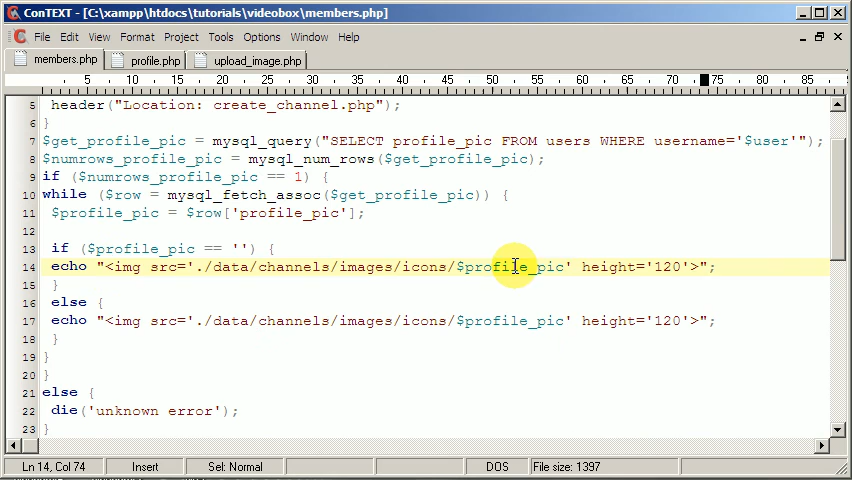 ConTEXT - [C:\xampp\htdocs\tutorials\videobox\members.php]
File Edit View Format Project Tools Options Window Help
members.php profile.php upload_image.php
5 10 15 20 25 30 35 40 45 50 55 60 65 70 75 80 85
5 header("Location: create_channel.php");
6 }
7 $get_profile_pic = mysql_query("SELECT profile_pic FROM users WHERE username='$user'");
8 $numrows_profile_pic = mysql_num_rows($get_profile_pic);
9 if ($numrows_profile_pic == 1) {
10 while ($row = mysql_fetch_assoc($get_profile_pic)) {
11 $profile_pic = $row['profile_pic'];
12
13 if ($profile_pic == '') {
14 echo "<img src='./data/channels/images/icons/$profile_pic' height='120'>";
15 }
16 else {
17 echo "<img src='./data/channels/images/icons/$profile_pic' height='120'>";
18 }
19 }
20 }
21 else {
22 die('unknown error');
23 }
Ln 14, Col 74 Insert Sel: Normal DOS File size: 1397